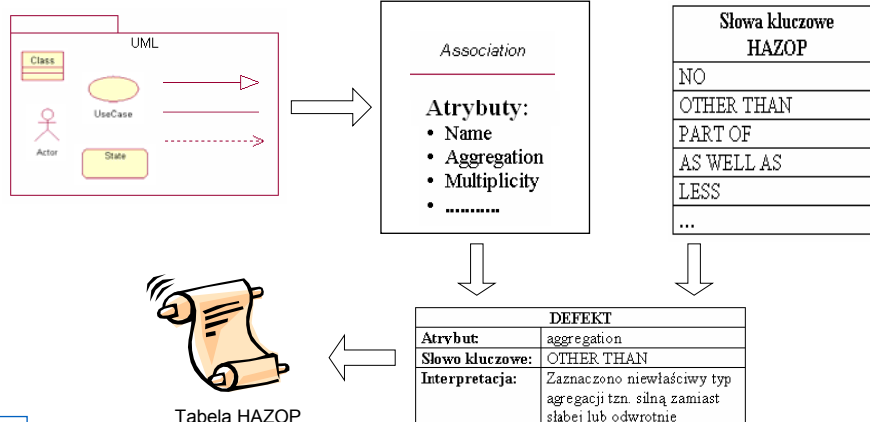 UML
Class
UseCase
Actor
State
Association
Atrybuty:
• Name
• Aggregation
• Multiplicity
• ...........
Słowa kluczowe
HAZOP
NO
OTHER THAN
PART OF
AS WELL AS
LESS
...
DEFEKT
Atrybut: aggregation
Słowo kluczowe: OTHER THAN
Interpretacja: Zaznaczono niewłaściwy typ
agregacji tzn. silną zamiast
słabej lub odwrotnie
Tabela HAZOP